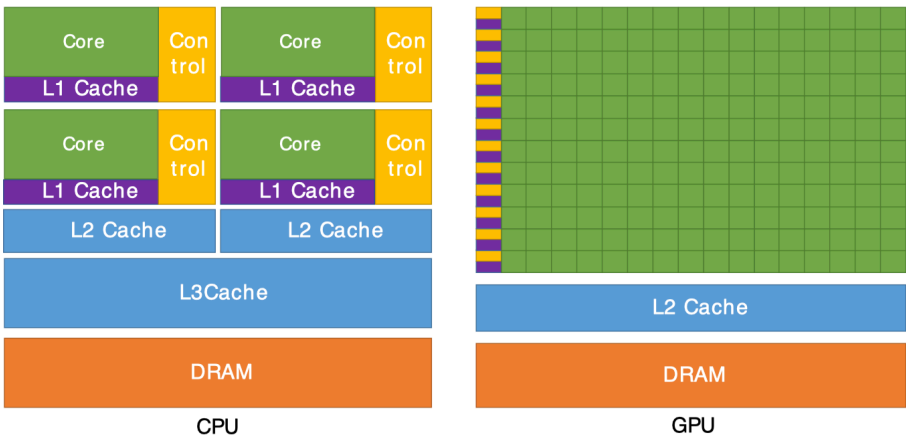 Core
Con
trol
L1 Cache
Core
Con
trol
L1 Cache
Core
Con
trol
L1 Cache
Core
Con
trol
L1 Cache
L2 Cache
L2 Cache
L3Cache
DRAM
CPU
L2 Cache
DRAM
GPU